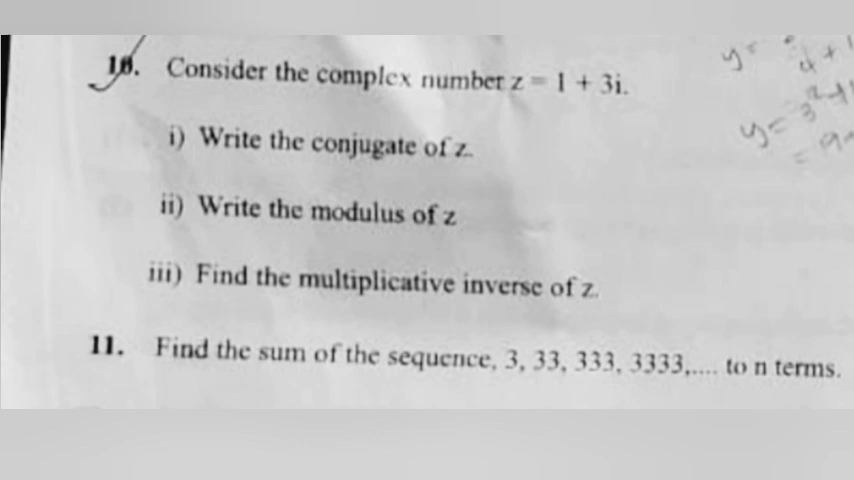 10. Consider the complex number z = 1 + 3i.
i) Write the conjugate of z.
ii) Write the modulus of z
iii) Find the multiplicative inverse of z.
11. Find the sum of the sequence, 3, 33, 333, 3333,.... to n terms.